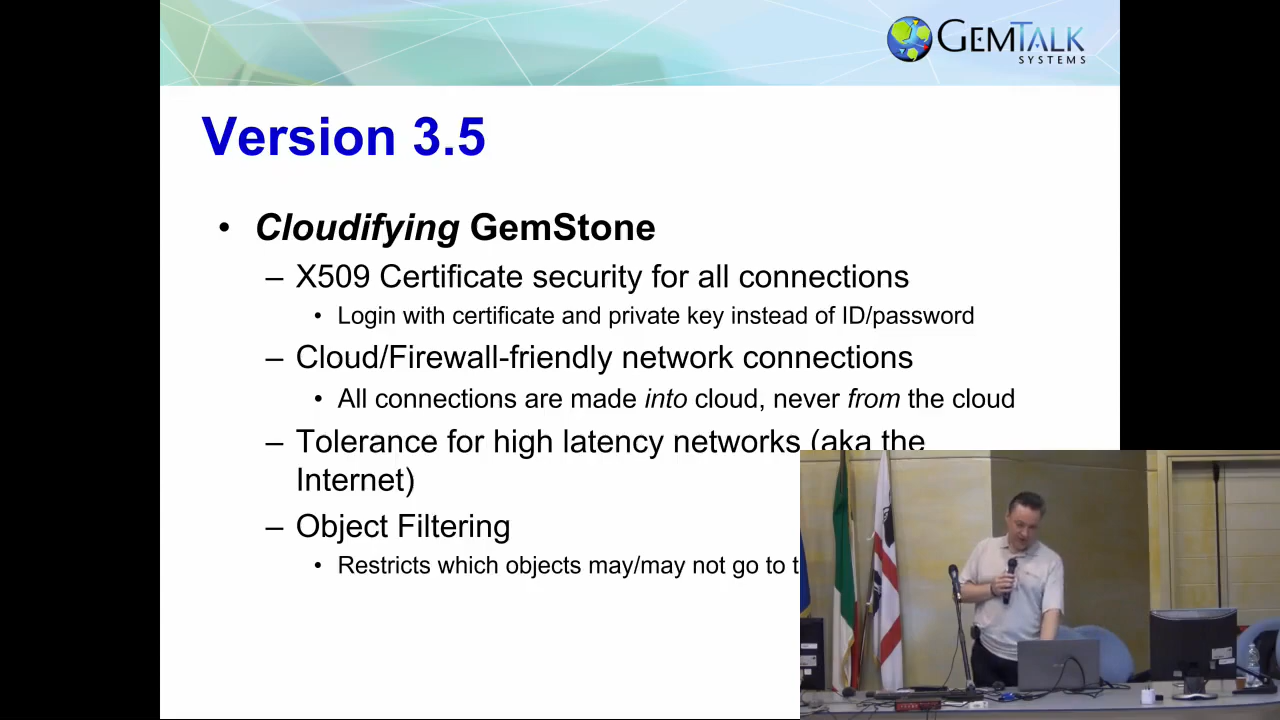 GEMTALK
SYSTEMS
Version 3.5
• Cloudifying GemStone
– X509 Certificate security for all connections
• Login with certificate and private key instead of ID/password
– Cloud/Firewall-friendly network connections
• All connections are made into cloud, never from the cloud
– Tolerance for high latency networks (aka the
Internet)
– Object Filtering
• Restricts which objects may/may not go to t